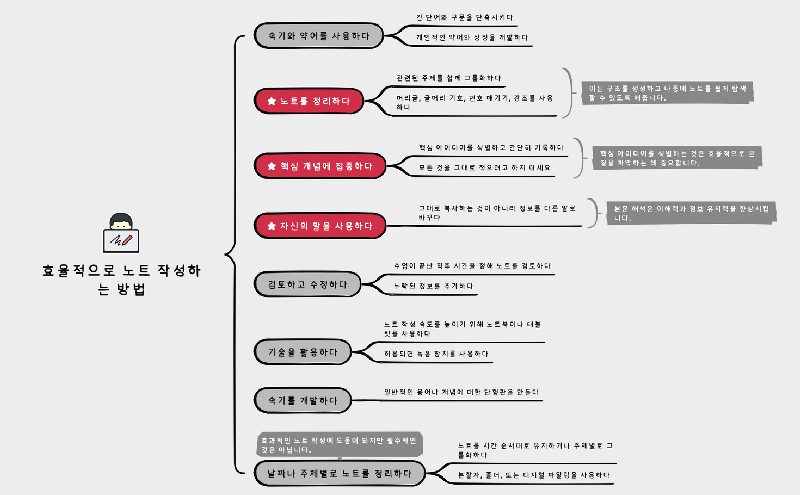 속기와 약어를 사용하다
긴 단어와 구문을 단축시키다
개인적인 약어와 상징을 개발하다
노트를 정리하다
관련된 주제를 함께 그룹화하다
머리글, 글머리 기호, 번호 매기기, 강조를 사용
하다
이는 구조를 생성하고 나중에 노트를 쉽게 탐색
할 수 있도록 해줍니다.
핵심 개념에 집중하다
핵심 아이디어를 식별하고 간단히 기록하다
모든 것을 그대로 적으려고 하지 마세요
핵심 아이디어를 식별하는 것은 효율적으로 본
질을 파악하는 데 필요합니다.
자신의 말을 사용하다
그대로 복사하는 것이 아니라 정보를 다른 말로
바꾸다
본문 해석은 이해력과 정보 유지력을 향상시킵
니다.
효율적으로 노트 작성하
는 방법
검토하고 수정하다
수업이 끝난 직후 시간을 정해 노트를 검토하다
누락된 정보를 추가하다
기술을 활용하다
노트 작성 속도를 높이기 위해 노트북이나 태블
릿을 사용하다
허용되면 녹음 장치를 사용하다
속기를 개발하다
일반적인 용어나 개념에 대한 단축판을 만들다
효과적인 노트 작성에 도움이 되지만 필수적인
것은 아닙니다.
날짜나 주제별로 노트를 정리하다
노트를 시간 순서대로 유지하거나 주제별로 그
룹화하다
분할자, 폴더, 또는 디지털 파일링을 사용하다